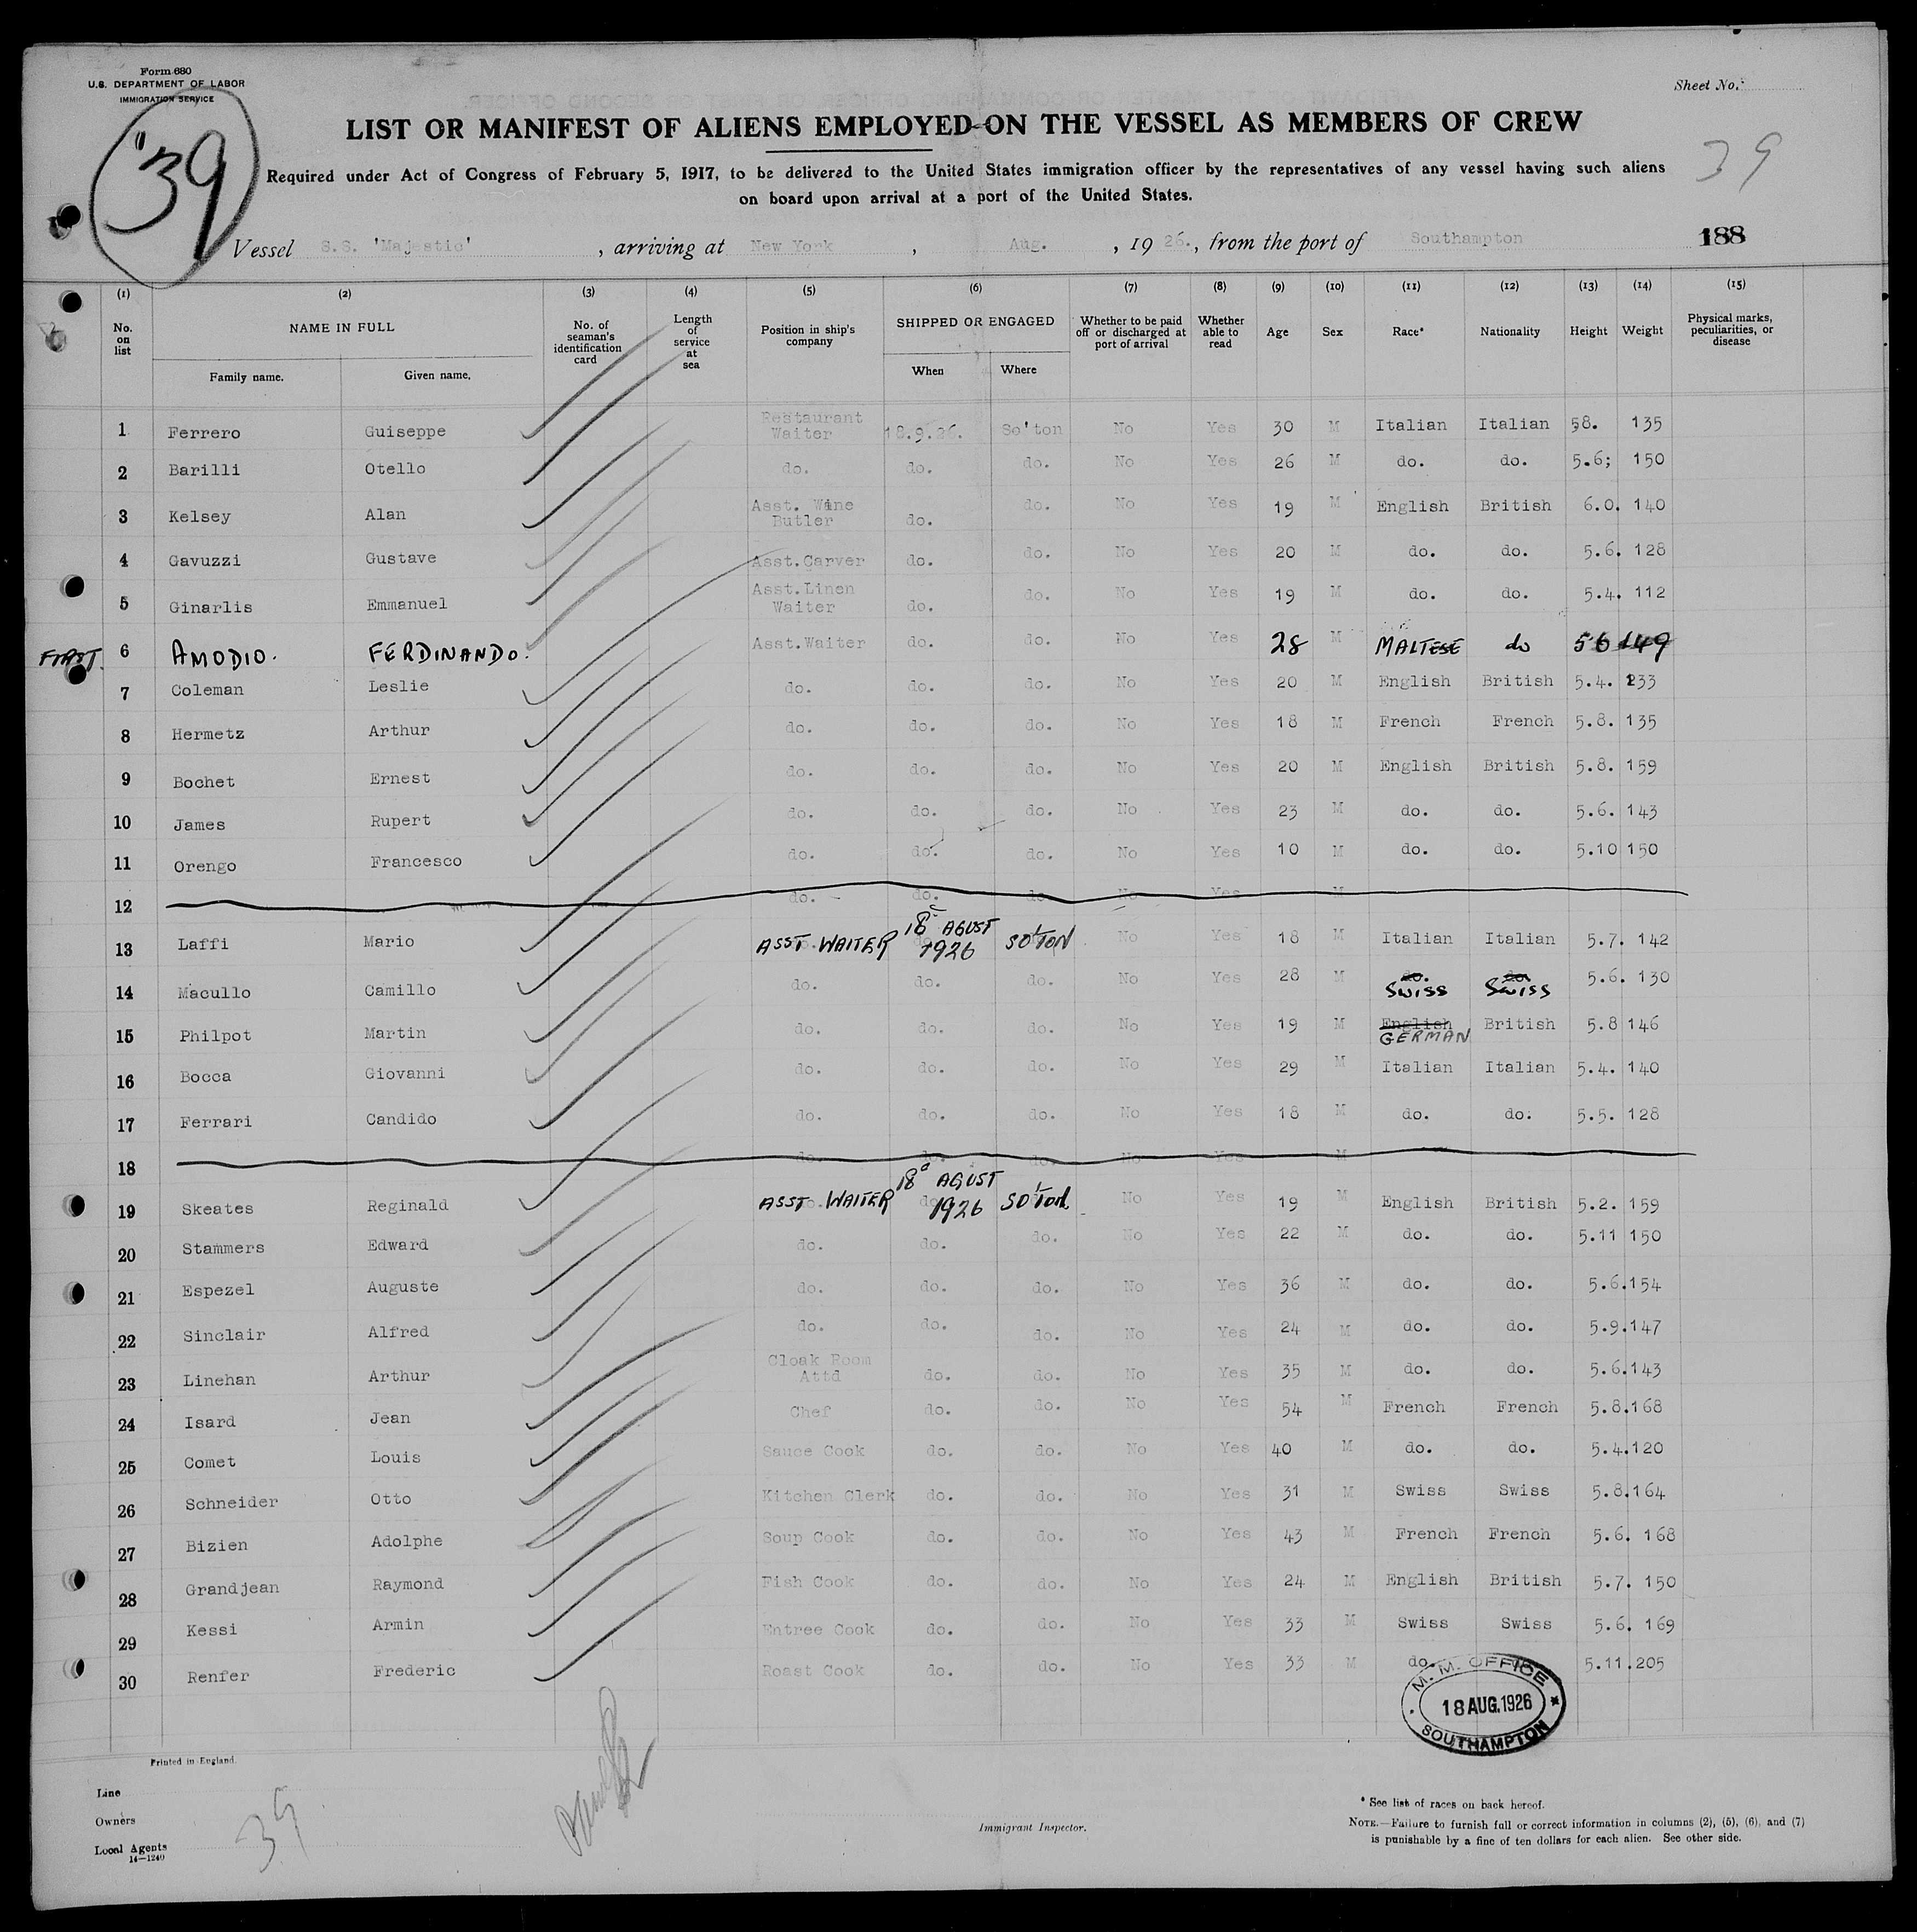 Form 680
U.S. DEPARTMENT OF LABOR
IMMIGRATION SERVICE
Sheet No.
39
LIST OR MANIFEST OF ALIENS EMPLOYED ON THE VESSEL AS MEMBERS OF CREW
39
Required under Act of Congress of February 5, 1917, to be delivered to the United States immigration officer by the representatives of any vessel having such aliens
on board upon arrival at a port of the United States.
Vessel S.S. 'Majestic', arriving at New York, Aug., 1926., from the port of Southampton 188
(1) (2) (3) (4) (5) (6) (7) (8) (9) (10) (11) (12) (13) (14) (15)
No. on list NAME IN FULL Family name. Given name. No. of seaman's identification card Length of service at sea Position in ship's company SHIPPED OR ENGAGED When Where Whether to be paid off or discharged at port of arrival Whether able to read Age Sex Race* Nationality Height Weight Physical marks, peculiarities, or disease
1 Ferrero Guiseppe Restaurant Waiter 18.9.26. So'ton No Yes 30 M Italian Italian 58. 135
2 Barilli Otello do. do. do. No Yes 26 M do. do. 5.6; 150
3 Kelsey Alan Asst. Wine Butler do. do. No Yes 19 M English British 6.0. 140
4 Gavuzzi Gustave Asst.Carver do. do. No Yes 20 M do. do. 5.6. 128
5 Ginarlis Emmanuel Asst.Linen Waiter do. do. No Yes 19 M do. do. 5.4. 112
FIRST. 6 AMODIO. FERDINANDO. Asst.Waiter do. do. No Yes 28 M MALTESE do 56 149
7 Coleman Leslie do. do. do. No Yes 20 M English British 5.4. 133
8 Hermetz Arthur do. do. do. No Yes 18 M French French 5.8. 135
9 Bochet Ernest do. do. do. No Yes 20 M English British 5.8. 159
10 James Rupert do. do. do. No Yes 23 M do. do. 5.6. 143
11 Orengo Francesco do. do. do. No Yes 10 M do. do. 5.10 150
12 do. do. do. No Yes M
13 Laffi Mario ASST WAITER 18 AGUST 1926 SO'TON No Yes 18 M Italian Italian 5.7. 142
14 Macullo Camillo do. do. do. No Yes 28 M do. SWISS do. SWISS 5.6. 130
15 Philpot Martin do. do. do. No Yes 19 M English GERMAN British 5.8 146
16 Bocca Giovanni do. do. do. No Yes 29 M Italian Italian 5.4. 140
17 Ferrari Candido do. do. do. No Yes 18 M do. do. 5.5. 128
18 do. do. do. No Yes M
19 Skeates Reginald ASST. WAITER 18 AGUST 1926 SO'TON No Yes 19 M English British 5.2. 159
20 Stammers Edward do. do. do. No Yes 22 M do. do. 5.11 150
21 Espezel Auguste do. do. do. No Yes 36 M do. do. 5.6.154
22 Sinclair Alfred do. do. do. No Yes 24 M do. do. 5.9.147
23 Linehan Arthur Cloak Room Attd do. do. No Yes 35 M do. do. 5.6.143
24 Isard Jean Chef do. do. No Yes 54 M French French 5.8.168
25 Comet Louis Sauce Cook do. do. No Yes 40 M do. do. 5.4.120
26 Schneider Otto Kitchen Clerk do. do. No Yes 31 M Swiss Swiss 5.8.164
27 Bizien Adolphe Soup Cook do. do. No Yes 43 M French French 5.6. 168
28 Grandjean Raymond Fish Cook do. do. No Yes 24 M English British 5.7. 150
29 Kessi Armin Entree Cook do. do. No Yes 33 M Swiss Swiss 5.6. 169
30 Renfer Frederic Roast Cook do. do. No Yes 33 M do. 5.11.205
M. M. OFFICE
18 AUG.1926
SOUTHAMPTON
Printed in England.
Line
Owners
Local Agents
14—1240
39
Immigrant Inspector.
* See list of races on back hereof.
NOTE.—Failure to furnish full or correct information in columns (2), (5), (6), and (7)
is punishable by a fine of ten dollars for each alien. See other side.